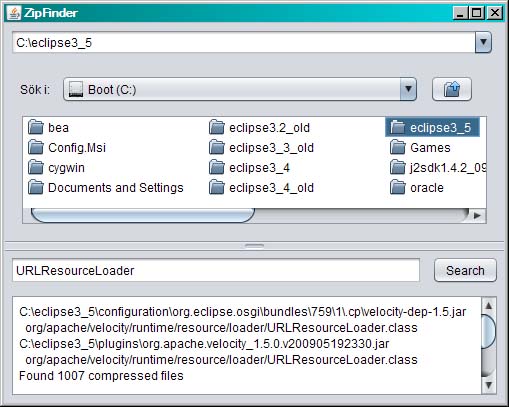 ZipFinder
C:\eclipse3_5
Sök i:
Boot (C:)
bea
eclipse3.2_old
eclipse3_5
Config.Msi
eclipse3_3_old
Games
cygwin
eclipse3_4
j2sdk1.4.2_09
Documents and Settings
eclipse3_4_old
oracle
URLResourceLoader
Search
C:\eclipse3_5\configuration\org.eclipse.osgi\bundles\759\1\.cp\velocity-dep-1.5.jar
org/apache/velocity/runtime/resource/loader/URLResourceLoader.class
C:\eclipse3_5\plugins\org.apache.velocity_1.5.0.v200905192330.jar
org/apache/velocity/runtime/resource/loader/URLResourceLoader.class
Found 1007 compressed files